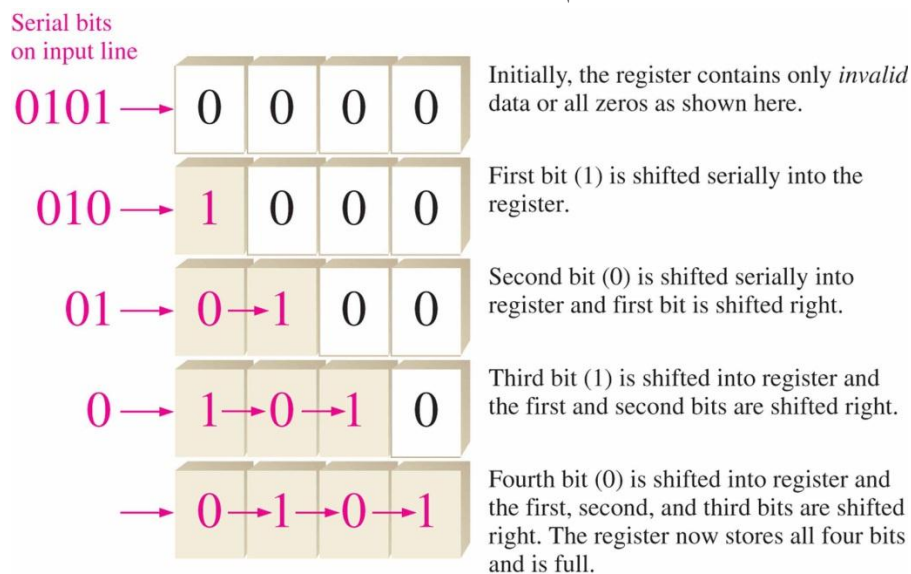 Serial bits
on input line
0101 0 0 0 0
Initially, the register contains only invalid
data or all zeros as shown here.
010 1 0 0 0
First bit (1) is shifted serially into the
register.
01 0 1 0 0
Second bit (0) is shifted serially into
register and first bit is shifted right.
0 1 0 1 0
Third bit (1) is shifted into register and
the first and second bits are shifted right.
0 1 0 1
Fourth bit (0) is shifted into register and
the first, second, and third bits are shifted
right. The register now stores all four bits
and is full.